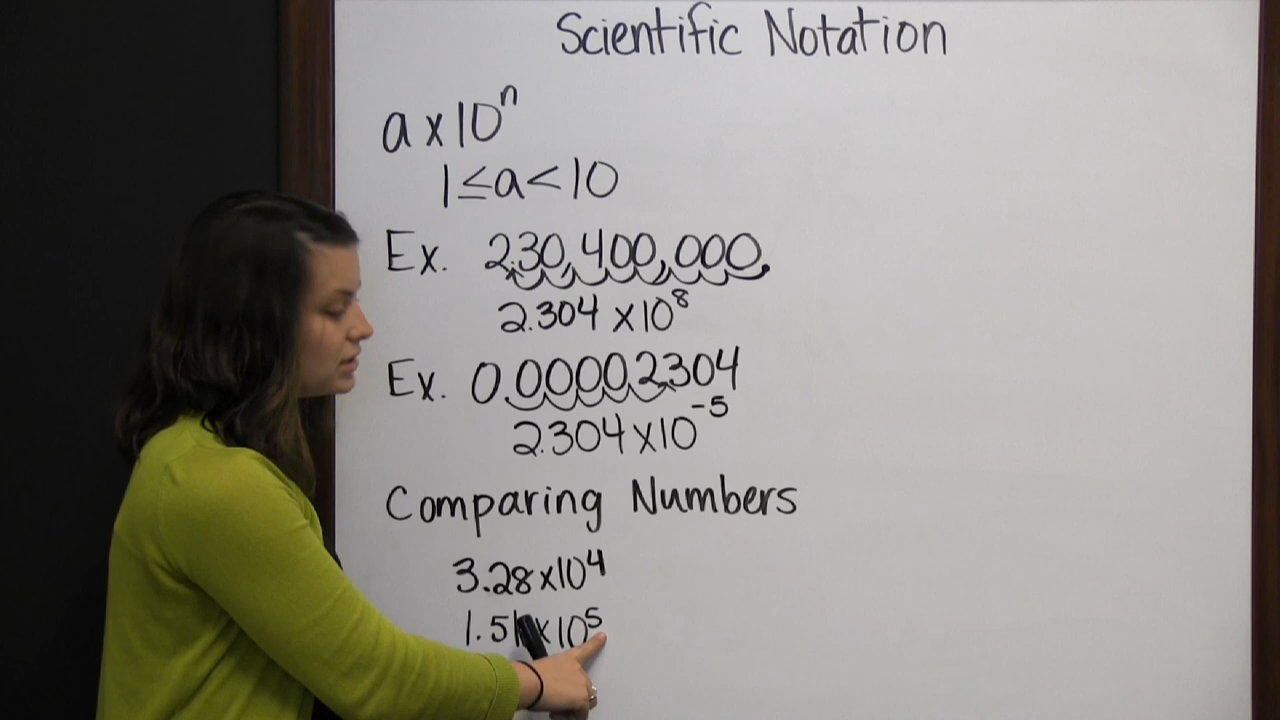 Scientific Notation
a x 10ⁿ
1 ≤ a < 10
Ex. 230,400,000.
2.304 x 10⁸
Ex. 0.00002304
2.304 x 10⁻⁵
Comparing Numbers
3.28 x 10⁴
1.51 x 10⁵